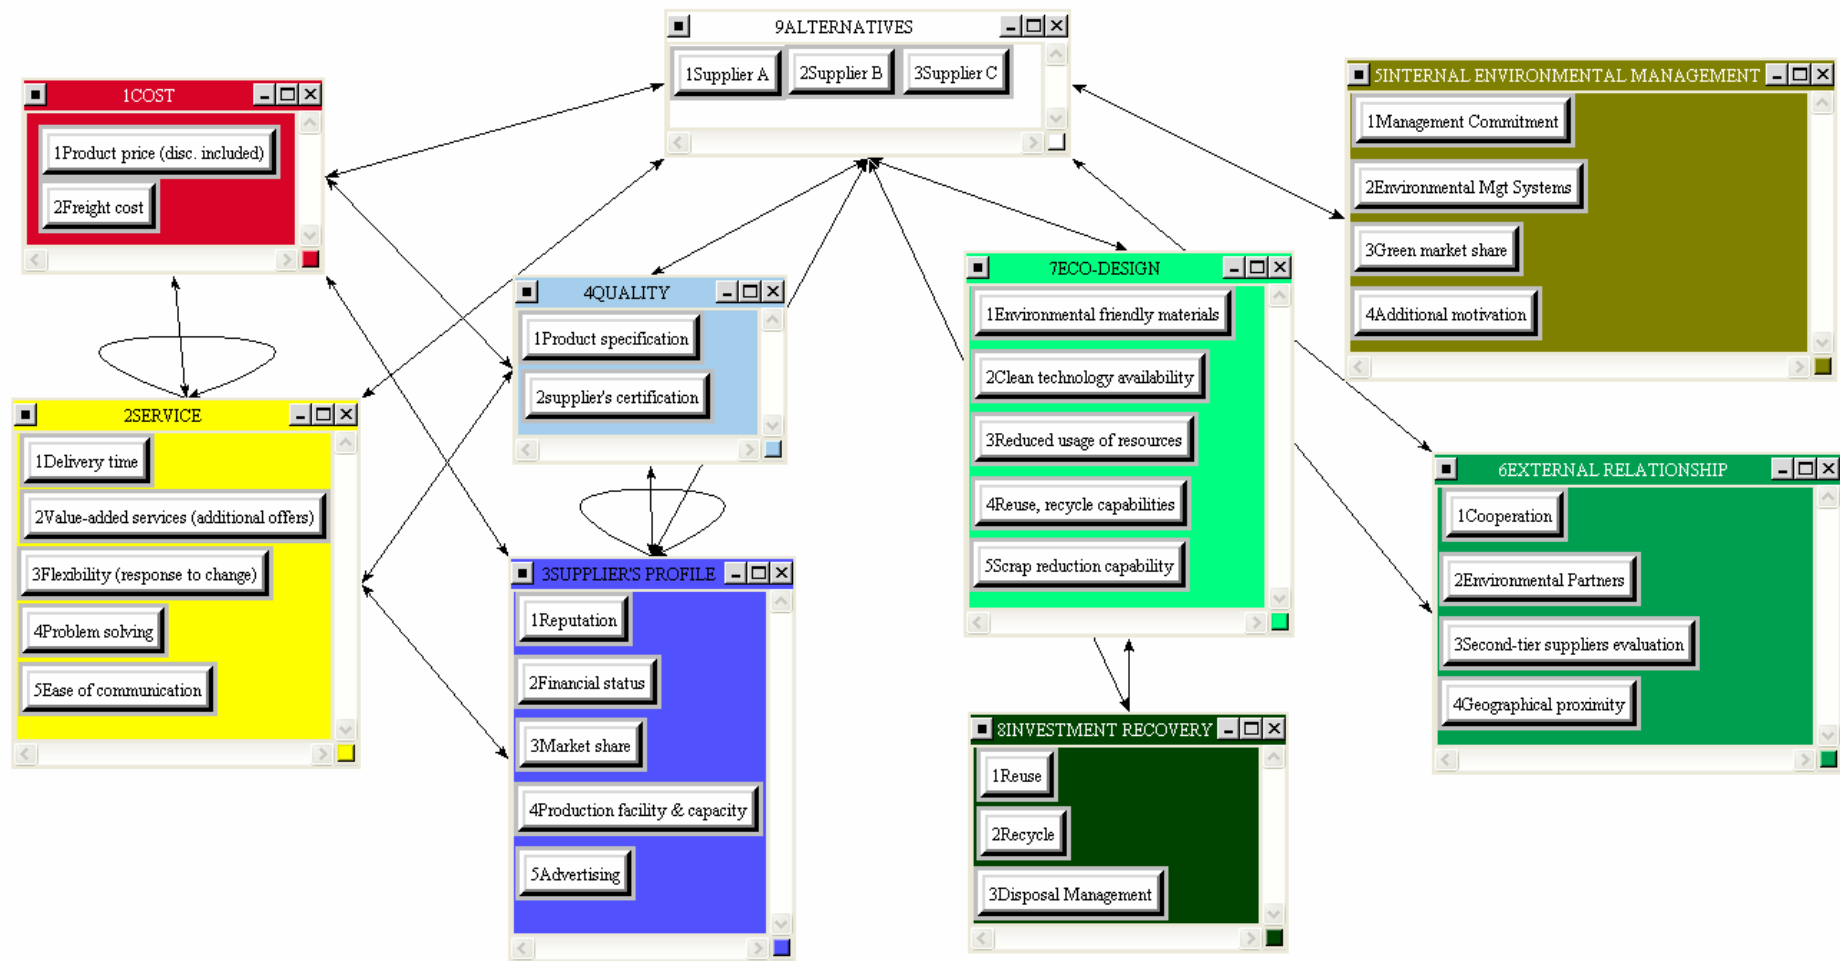 9ALTERNATIVES
1Supplier A
2Supplier B
3Supplier C
1COST
1Product price (disc. included)
2Freight cost
2SERVICE
1Delivery time
2Value-added services (additional offers)
3Flexibility (response to change)
4Problem solving
5Ease of communication
4QUALITY
1Product specification
2supplier's certification
3SUPPLIER'S PROFILE
1Reputation
2Financial status
3Market share
4Production facility & capacity
5Advertising
7ECO-DESIGN
1Environmental friendly materials
2Clean technology availability
3Reduced usage of resources
4Reuse, recycle capabilities
5Scrap reduction capability
8INVESTMENT RECOVERY
1Reuse
2Recycle
3Disposal Management
5INTERNAL ENVIRONMENTAL MANAGEMENT
1Management Commitment
2Environmental Mgt Systems
3Green market share
4Additional motivation
6EXTERNAL RELATIONSHIP
1Cooperation
2Environmental Partners
3Second-tier suppliers evaluation
4Geographical proximity